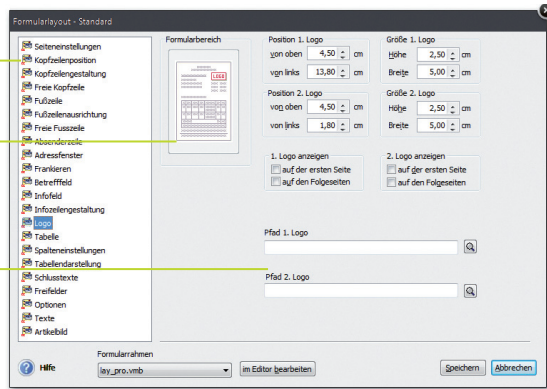 Formularlayout - Standard
Seiteneinstellungen
Kopfzeilenposition
Kopfzeilengestaltung
Freie Kopfzeile
Fußzeile
Fußzeilenausrichtung
Freie Fusszeile
Absenderzeile
Adressfenster
Frankieren
Betrefffeld
Infofeld
Infozeilengestaltung
Logo
Tabelle
Spalteneinstellungen
Tabellendarstellung
Schlusstexte
Freifelder
Optionen
Texte
Artikelbild
Formularbereich
LOGO
Position 1. Logo
von oben 4,50 cm
von links 13,80 cm
Größe 1. Logo
Höhe 2,50 cm
Breite 5,00 cm
Position 2. Logo
von oben 4,50 cm
von links 1,80 cm
Größe 2. Logo
Höhe 2,50 cm
Breite 5,00 cm
1. Logo anzeigen
auf der ersten Seite
auf den Folgeseiten
2. Logo anzeigen
auf der ersten Seite
auf den Folgeseiten
Pfad 1. Logo
Pfad 2. Logo
Hilfe
Formularrahmen
lay_pro.vmb
im Editor bearbeiten
Speichern
Abbrechen